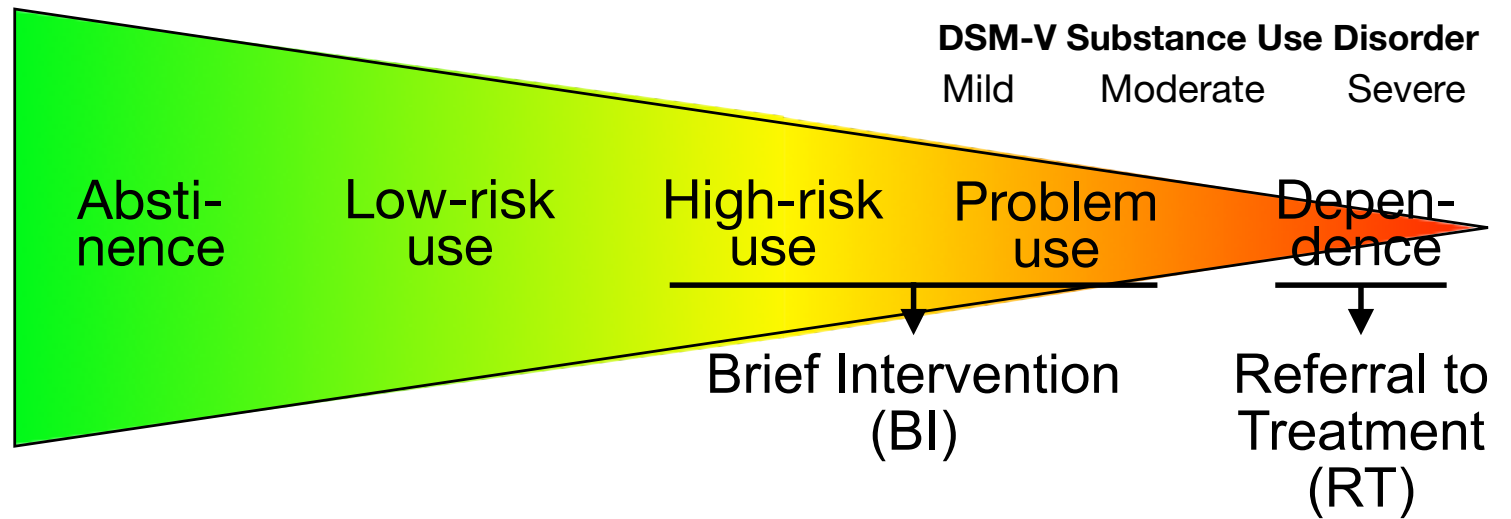 DSM-V Substance Use Disorder
Mild Moderate Severe
Absti-
nence
Low-risk
use
High-risk
use
Problem
use
Depen-
dence
Brief Intervention
(BI)
Referral to
Treatment
(RT)